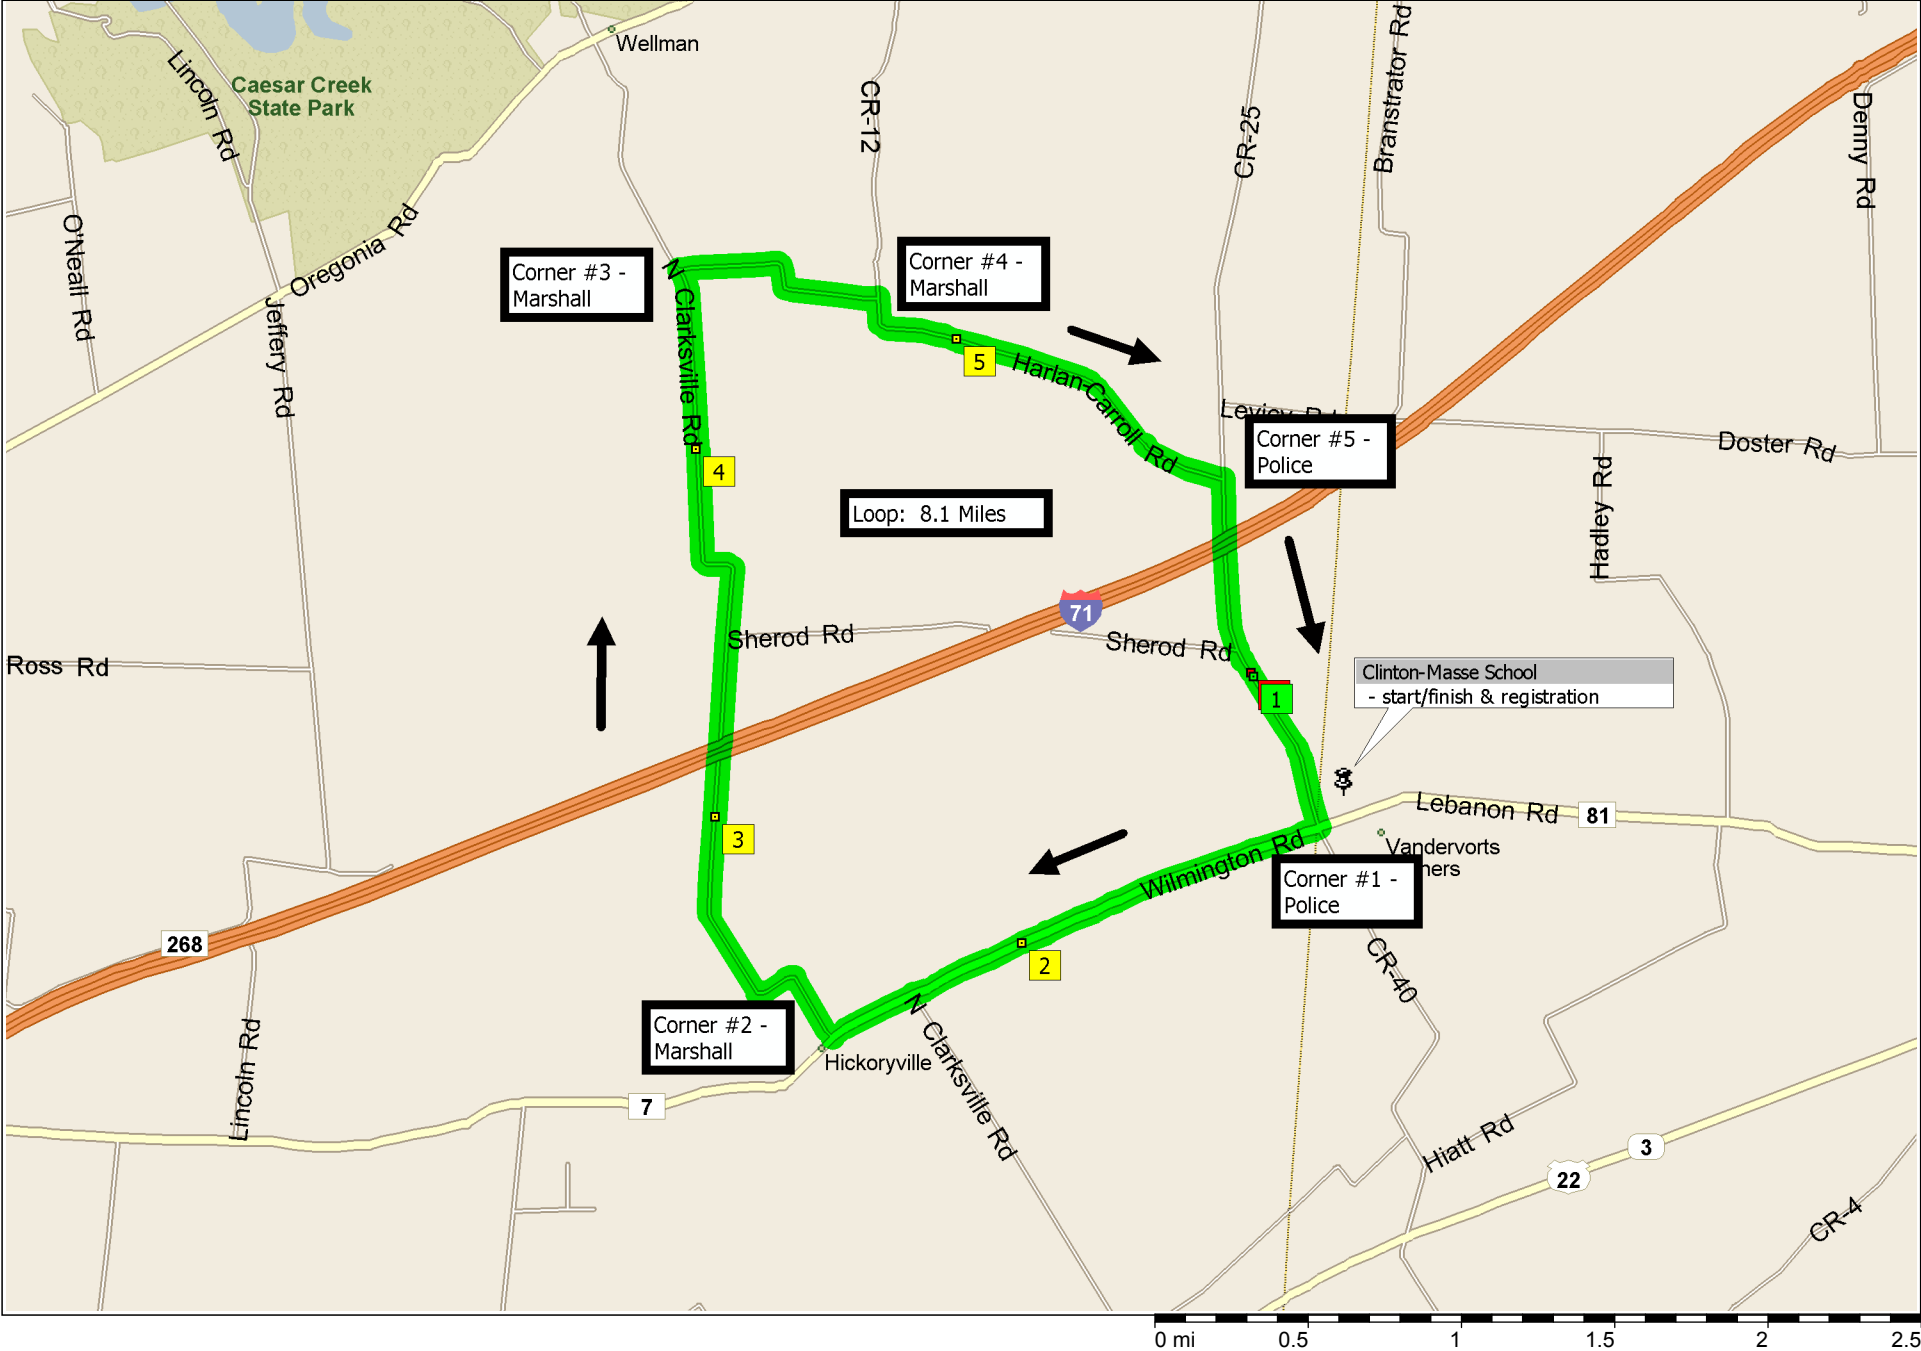 Wellman
Lincoln Rd
Caesar Creek
State Park
CR-12
CR-25
Branstrator Rd
Denny Rd
O'Neall Rd
Oregonia Rd
Jeffery Rd
Corner #3 -
Marshall
N Clarksville Rd
Corner #4 -
Marshall
5
Harlan-Carroll Rd
Levicy Rd
Corner #5 -
Police
Doster Rd
Hadley Rd
4
Loop: 8.1 Miles
71
Sherod Rd
Sherod Rd
Ross Rd
Clinton-Masse School
- start/finish & registration
1
Lebanon Rd
81
3
Vandervorts
Wilmington Rd
Corner #1 -
Police
268
2
CR-40
Corner #2 -
Marshall
Hickoryville
N Clarksville Rd
Lincoln Rd
7
Hiatt Rd
3
22
CR-4
0 mi
0.5
1
1.5
2
2.5